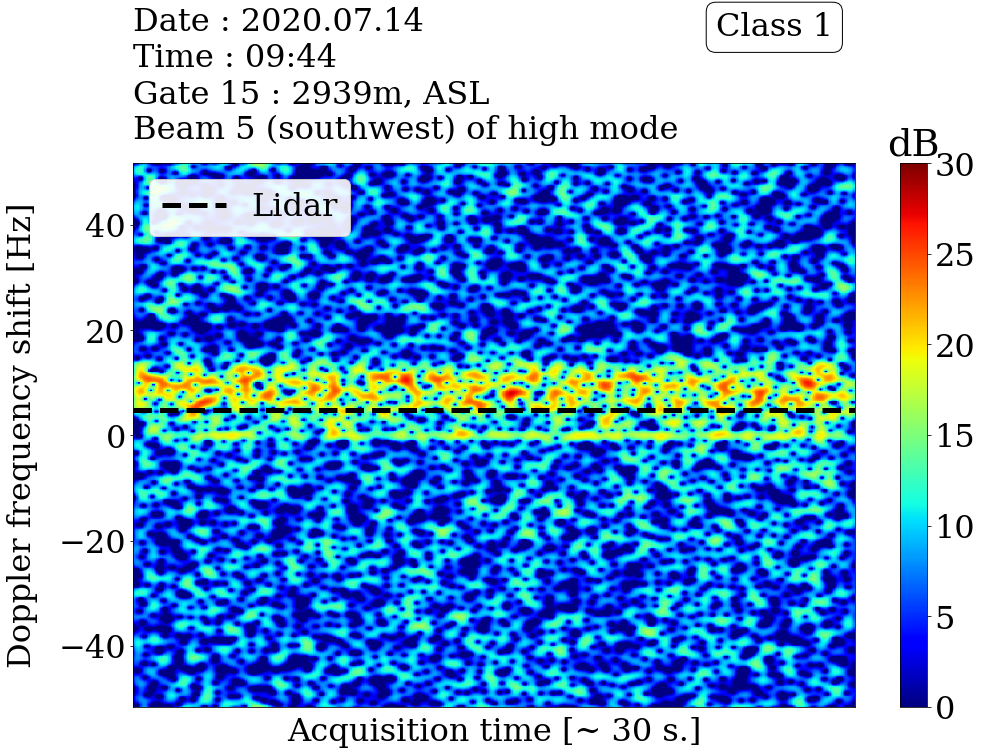 Date : 2020.07.14
Time : 09:44
Gate 15 : 2939m, ASL
Beam 5 (southwest) of high mode
Class 1
dB
Lidar
Doppler frequency shift [Hz]
40
20
0
−20
−40
30
25
20
15
10
5
0
Acquisition time [~ 30 s.]